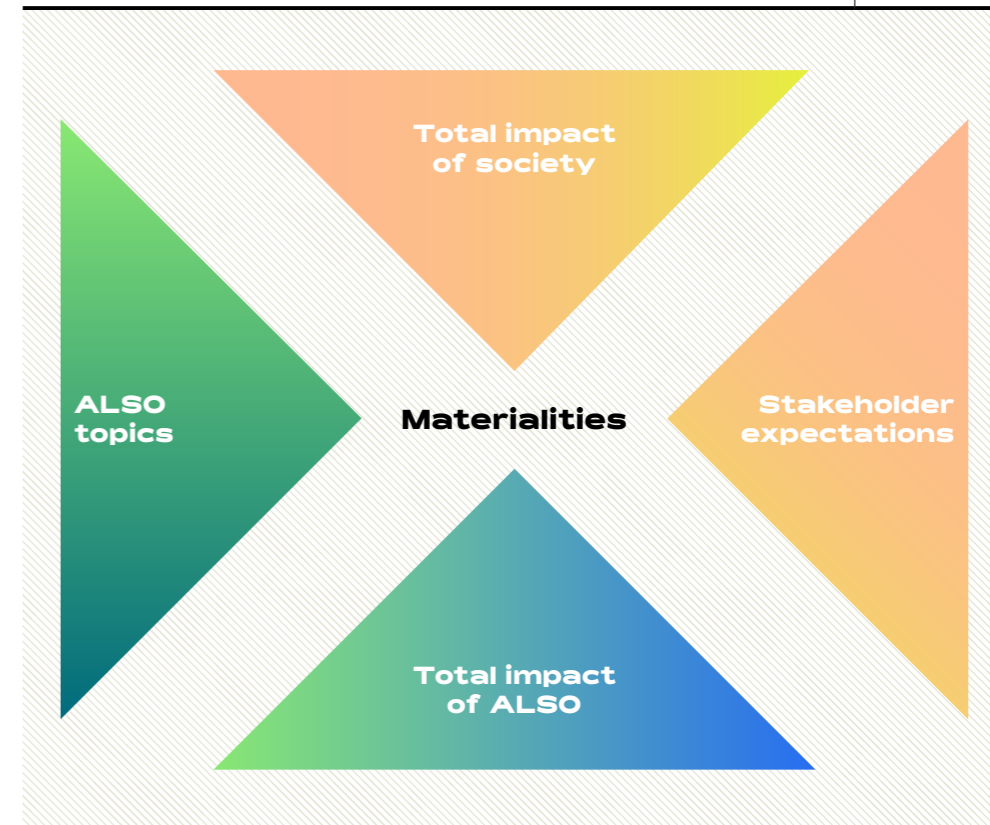 Total impact
of society
ALSO
topics
Materialities
Stakeholder
expectations
Total impact
of ALSO